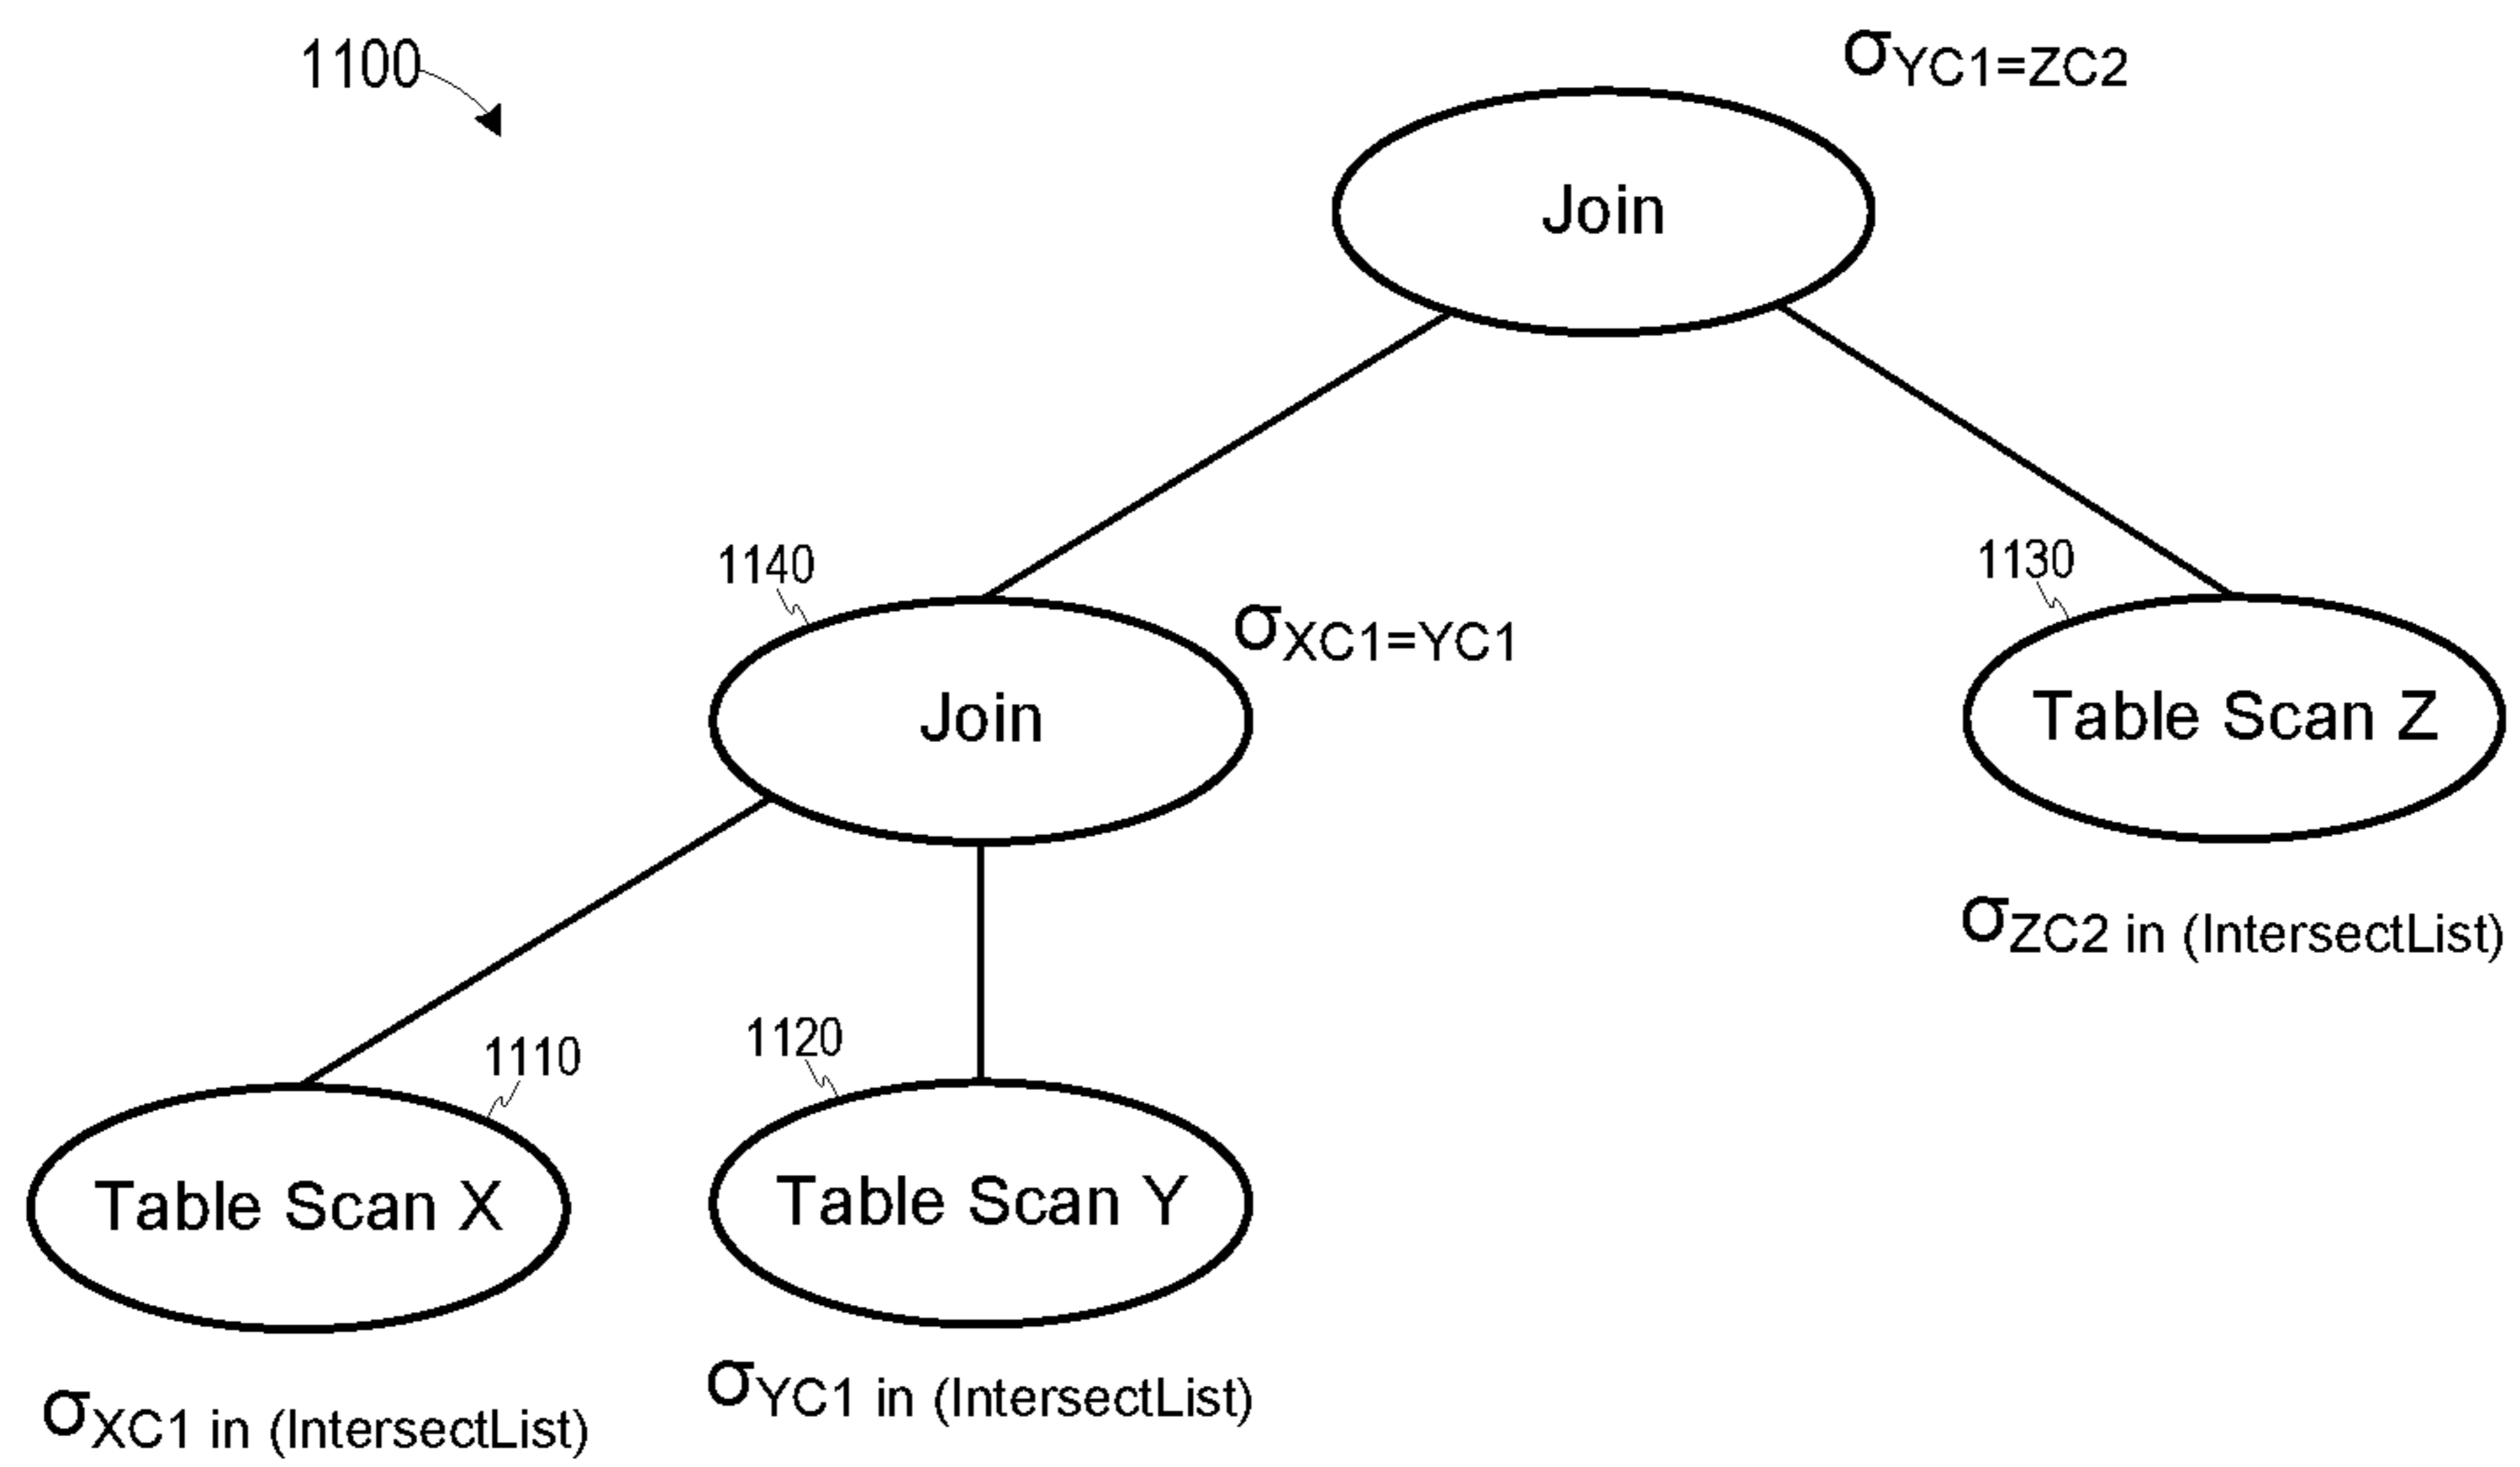 1100
σYC1=ZC2
Join
1140
1130
σXC1=YC1
Join
Table Scan Z
σZC2 in (IntersectList)
1110
1120
Table Scan X
Table Scan Y
σXC1 in (IntersectList)
σYC1 in (IntersectList)